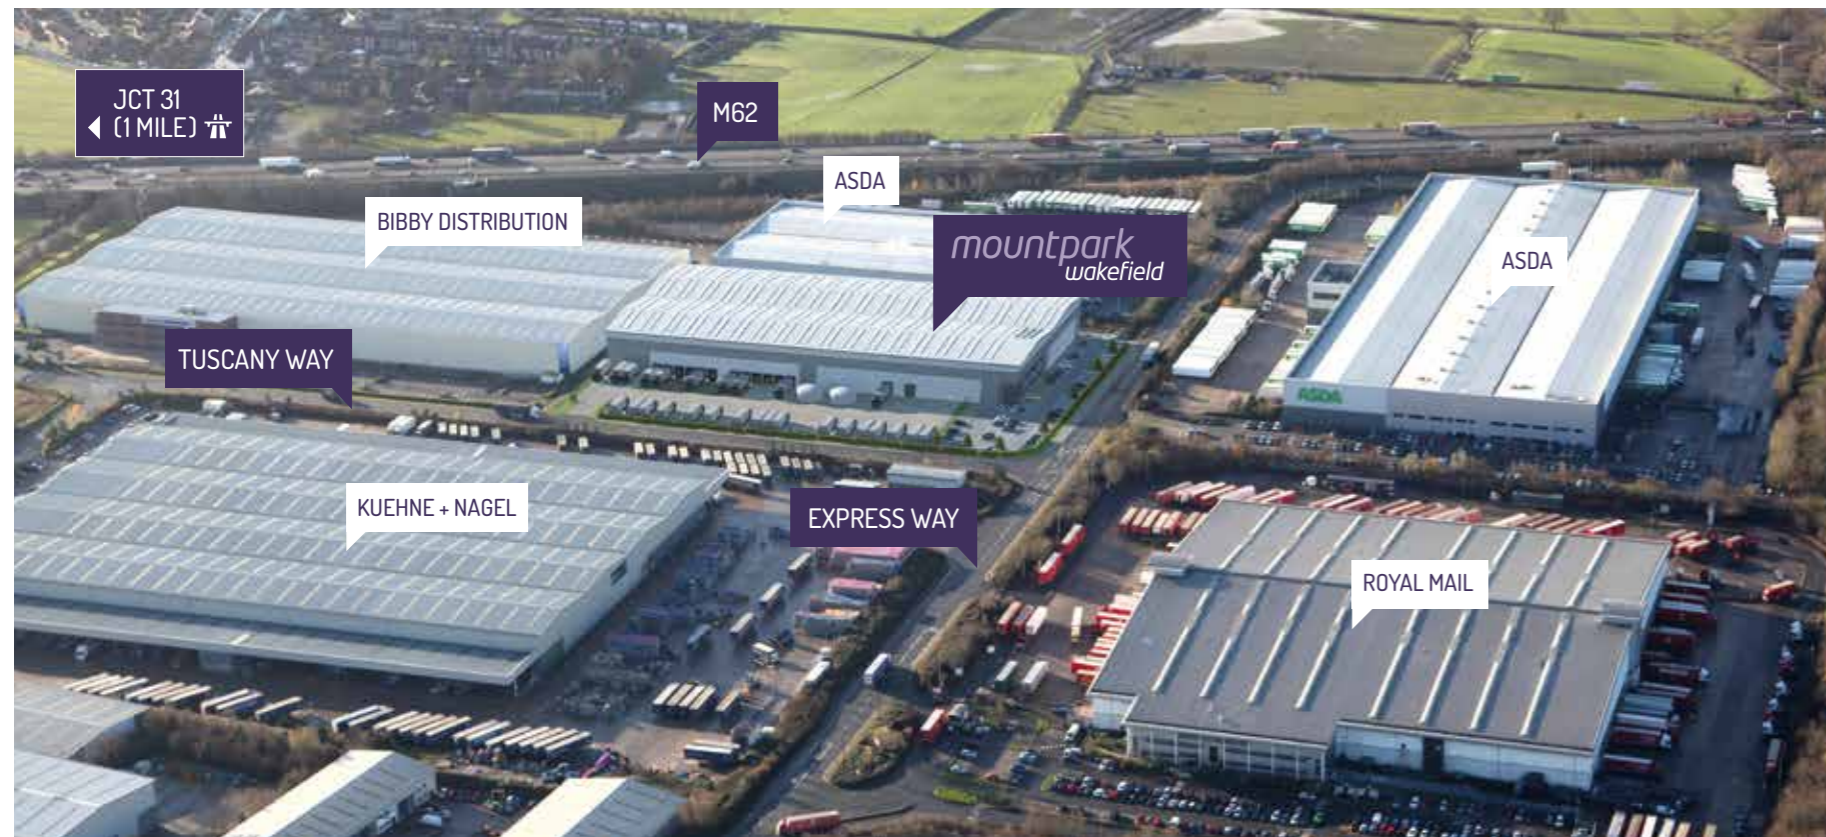 JCT 31
(1 MILE)
M62
ASDA
BIBBY DISTRIBUTION
mountpark
wakefield
ASDA
TUSCANY WAY
ASDA
KUEHNE + NAGEL
EXPRESS WAY
ROYAL MAIL